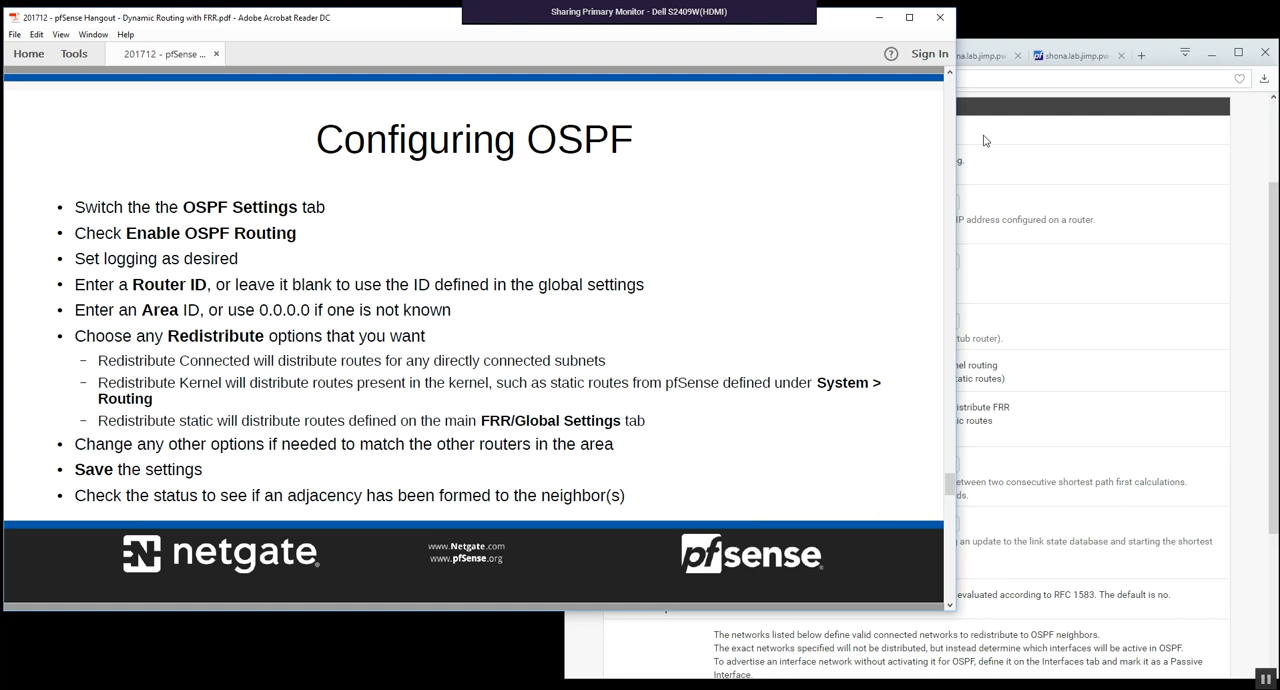 Sharing Primary Monitor - Dell S2409W(HDMI)
201712 - pfSense Hangout - Dynamic Routing with FRR.pdf - Adobe Acrobat Reader DC
File Edit View Window Help
Home Tools 201712 - pfSense ... × ? Sign In
shona.lab.jimp.pw
Configuring OSPF
• Switch the the OSPF Settings tab
• Check Enable OSPF Routing
• Set logging as desired
• Enter a Router ID, or leave it blank to use the ID defined in the global settings
• Enter an Area ID, or use 0.0.0.0 if one is not known
• Choose any Redistribute options that you want
– Redistribute Connected will distribute routes for any directly connected subnets
– Redistribute Kernel will distribute routes present in the kernel, such as static routes from pfSense defined under System >
Routing
– Redistribute static will distribute routes defined on the main FRR/Global Settings tab
• Change any other options if needed to match the other routers in the area
• Save the settings
• Check the status to see if an adjacency has been formed to the neighbor(s)
netgate®
www.Netgate.com
www.pfSense.org
pfsense®
na.lab.jimp.pw
g.
IP address configured on a router.
tub router).
nel routing
atic routes)
istribute FRR
ic routes
etween two consecutive shortest path first calculations.
ds.
g an update to the link state database and starting the shortest
evaluated according to RFC 1583. The default is no.
The networks listed below define valid connected networks to redistribute to OSPF neighbors.
The exact networks specified will not be distributed, but instead determine which interfaces will be active in OSPF.
To advertise an interface network without activating it for OSPF, define it on the Interfaces tab and mark it as a Passive
Interface.